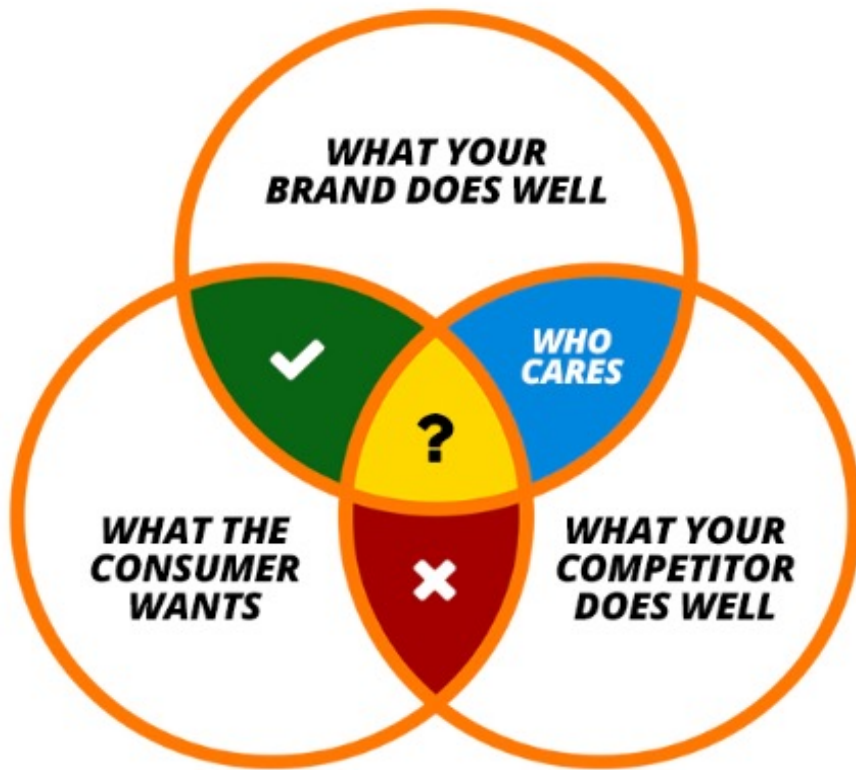 WHAT YOUR
BRAND DOES WELL
WHO
CARES
?
WHAT THE
CONSUMER
WANTS
WHAT YOUR
COMPETITOR
DOES WELL